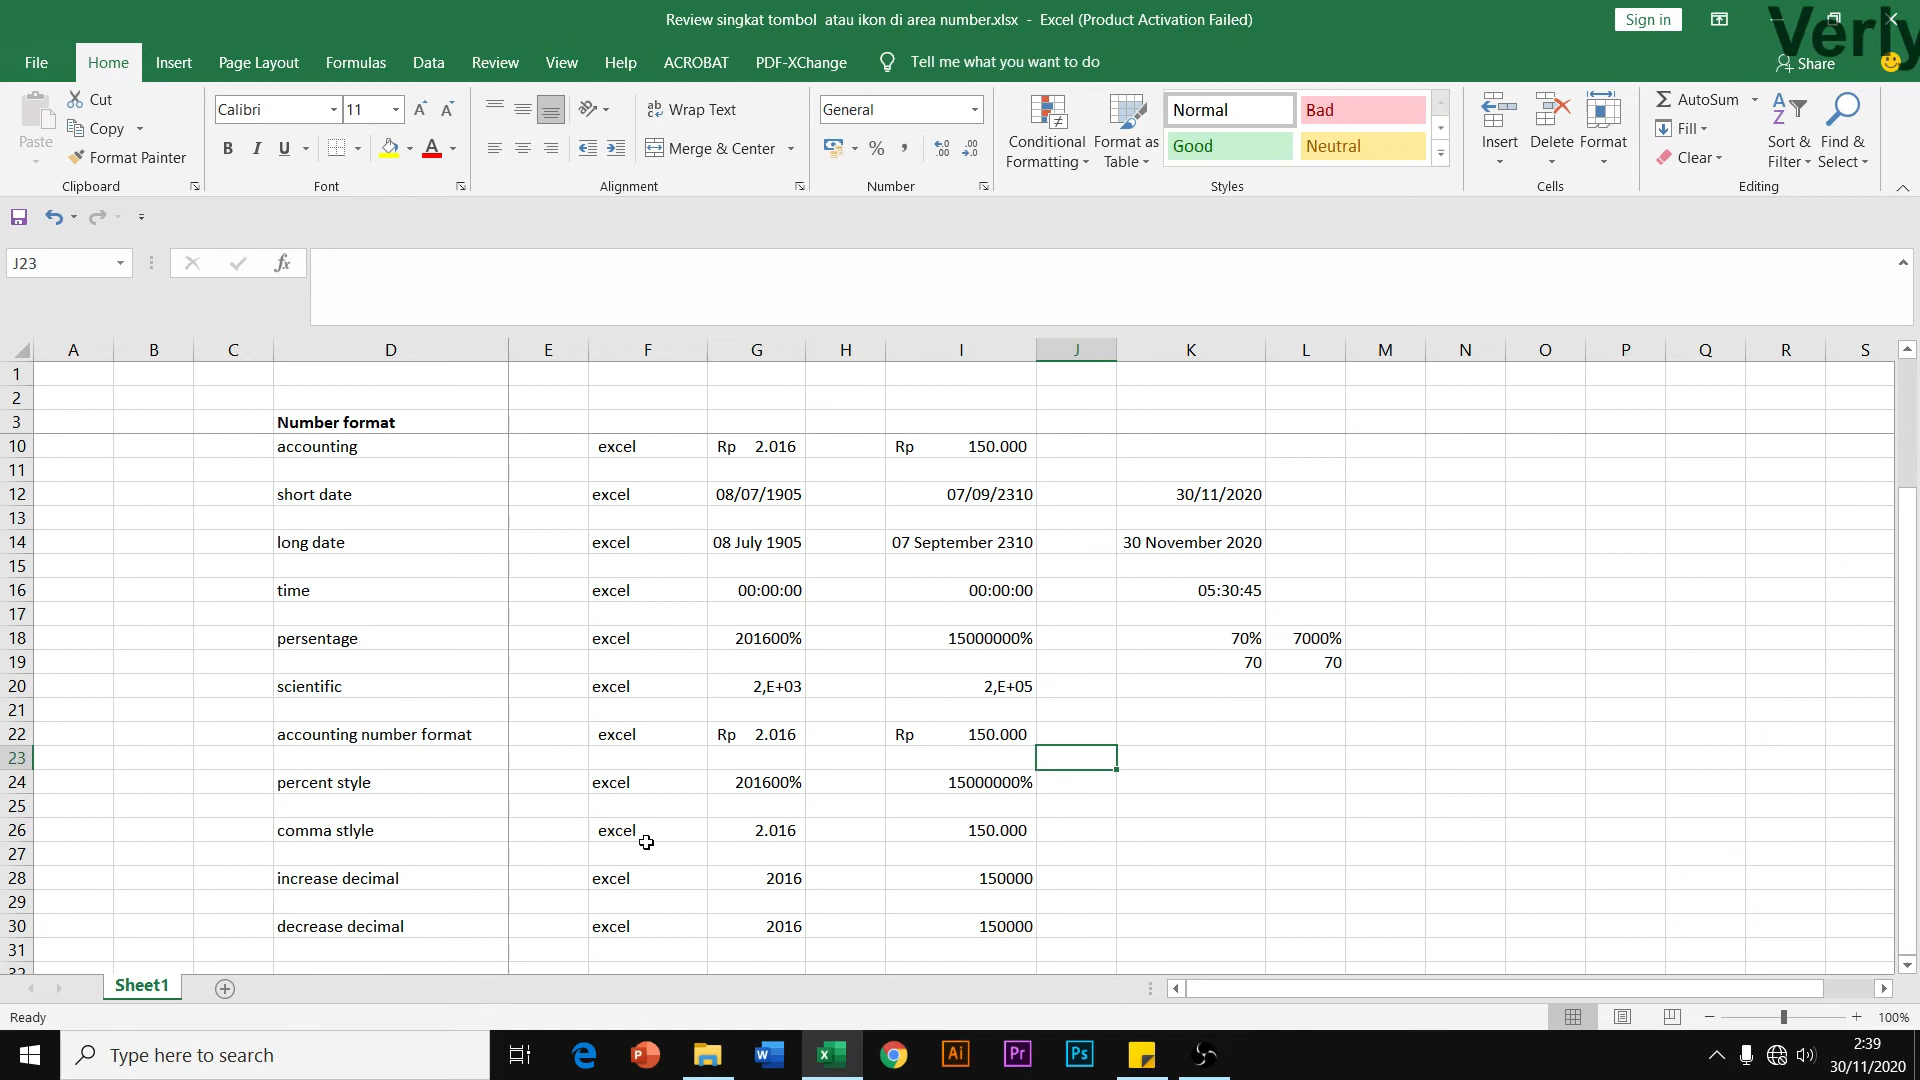 Review singkat tombol atau ikon di area number.xlsx - Excel (Product Activation Failed)
Sign in
Verly
File Home Insert Page Layout Formulas Data Review View Help ACROBAT PDF-XChange Tell me what you want to do Share
Cut
Copy
Format Painter
Paste
Clipboard
Calibri 11
B I U A
Font
Wrap Text
Merge & Center
Alignment
General
% ,
Number
Conditional Formatting
Format as Table
Normal Bad
Good Neutral
Styles
Insert Delete Format
Cells
AutoSum
Fill
Clear
Sort & Filter
Find & Select
Editing
J23 fx
A B C D E F G H I J K L M N O P Q R S
1
2
3 Number format
10 accounting excel Rp 2.016 Rp 150.000
11
12 short date excel 08/07/1905 07/09/2310 30/11/2020
13
14 long date excel 08 July 1905 07 September 2310 30 November 2020
15
16 time excel 00:00:00 00:00:00 05:30:45
17
18 persentage excel 201600% 15000000% 70% 7000%
19 70 70
20 scientific excel 2,E+03 2,E+05
21
22 accounting number format excel Rp 2.016 Rp 150.000
23
24 percent style excel 201600% 15000000%
25
26 comma stlyle excel 2.016 150.000
27
28 increase decimal excel 2016 150000
29
30 decrease decimal excel 2016 150000
31
32
Sheet1
Ready 100%
Type here to search
Ai Pr Ps
2:39
30/11/2020